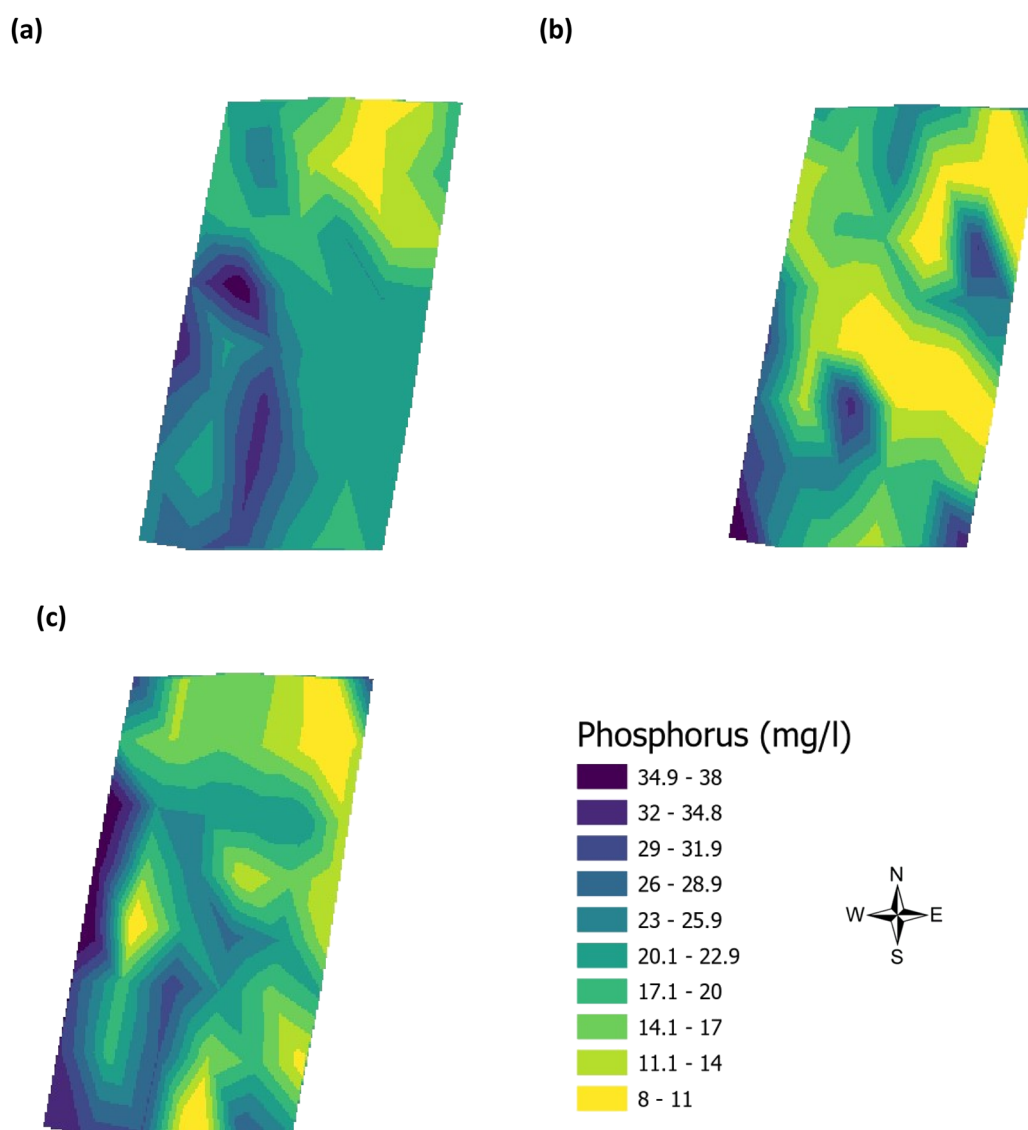 (a)
(b)
(c)
Phosphorus (mg/l)
34.9 - 38
32 - 34.8
29 - 31.9
26 - 28.9
23 - 25.9
20.1 - 22.9
17.1 - 20
14.1 - 17
11.1 - 14
8 - 11
N
W E
S